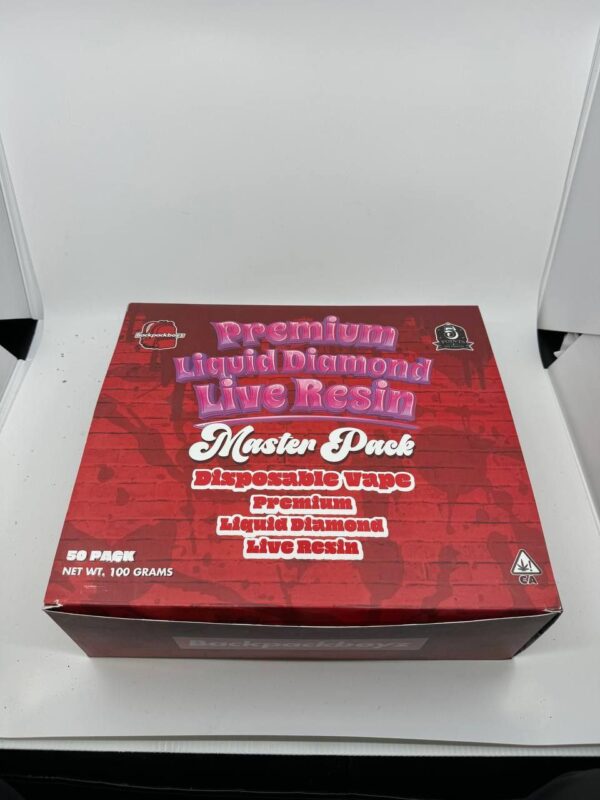 Backpackboyz
Premium
Liquid Diamond
Live Resin
Master Pack
Disposable Vape
Premium
Liquid Diamond
Live Resin
50 PACK
NET WT. 100 GRAMS
CA
Backpackboyz